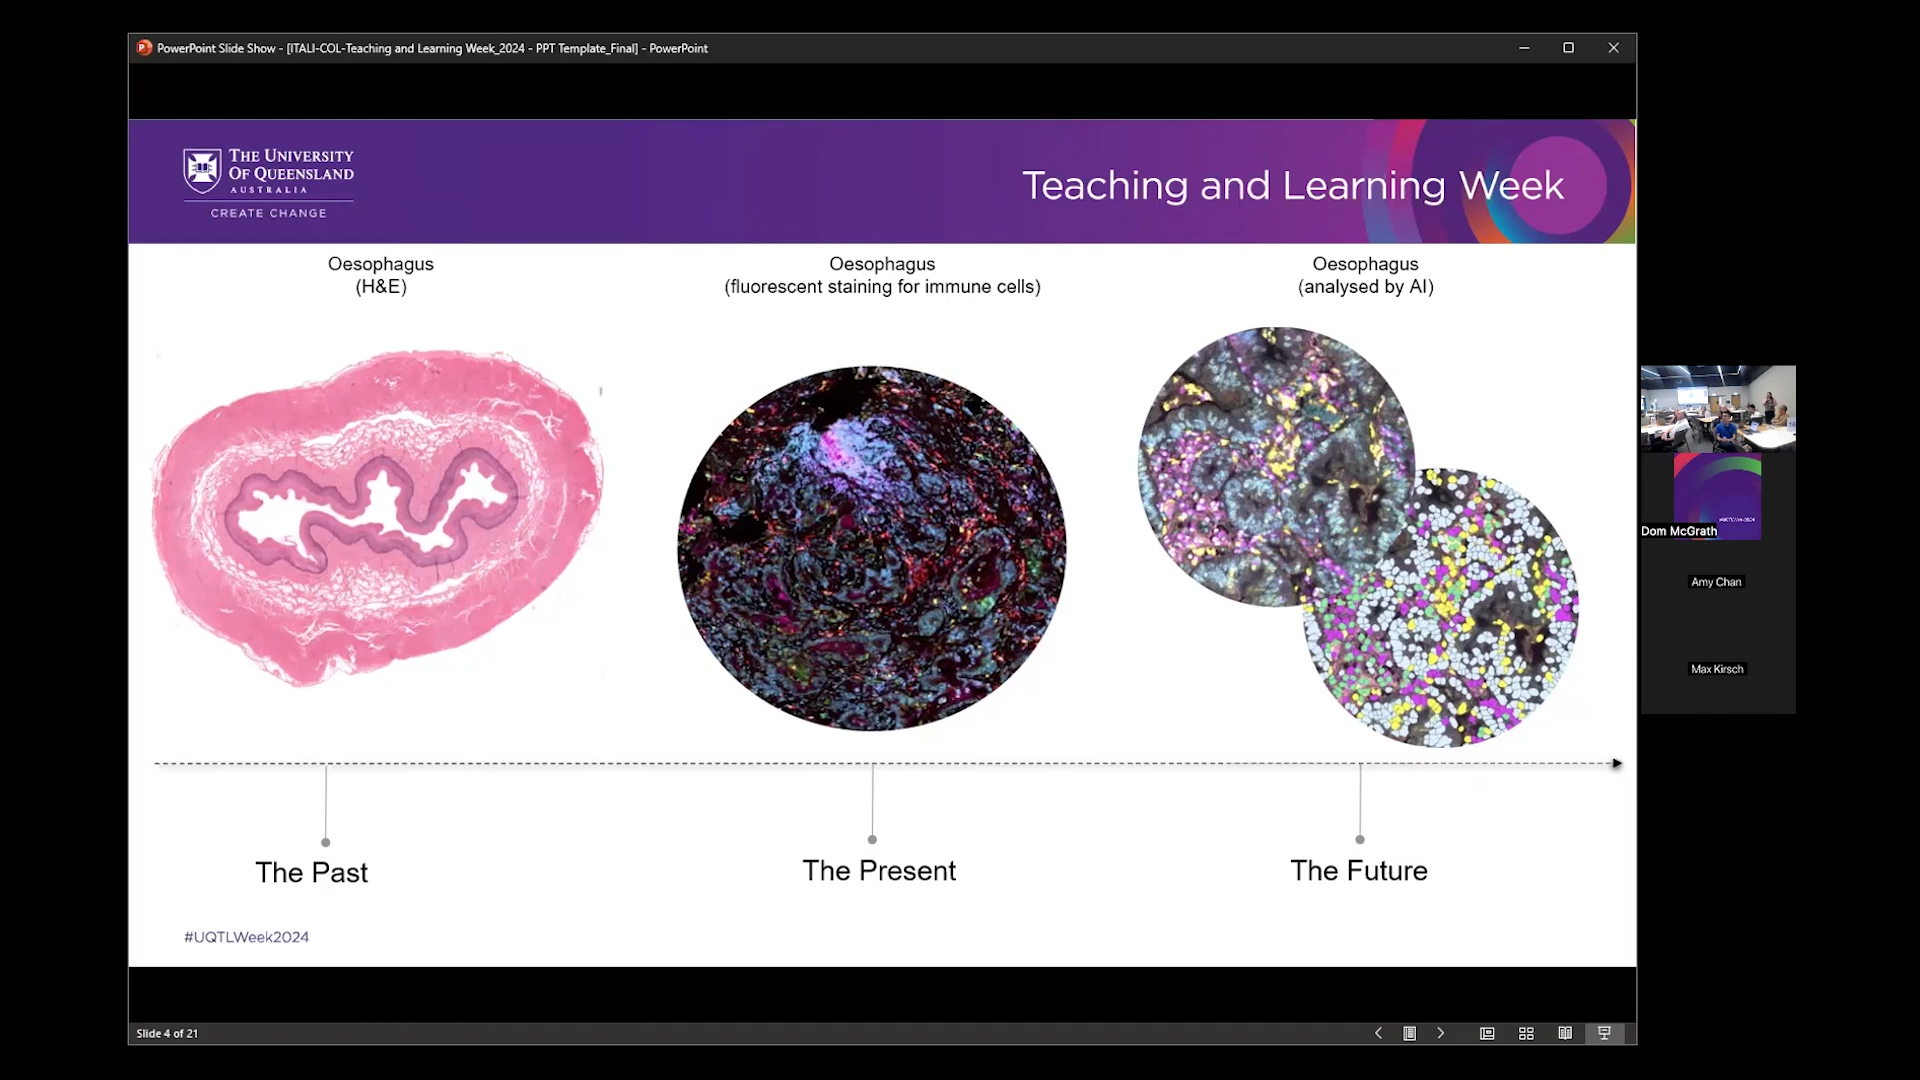 PowerPoint Slide Show - [ITALI-COL-Teaching and Learning Week_2024 - PPT Template_Final] - PowerPoint
THE UNIVERSITY
OF QUEENSLAND
AUSTRALIA
CREATE CHANGE
Teaching and Learning Week
Oesophagus
(H&E)
Oesophagus
(fluorescent staining for immune cells)
Oesophagus
(analysed by AI)
The Past
The Present
The Future
#UQTLWeek2024
Slide 4 of 21
Dom McGrath
Amy Chan
Max Kirsch